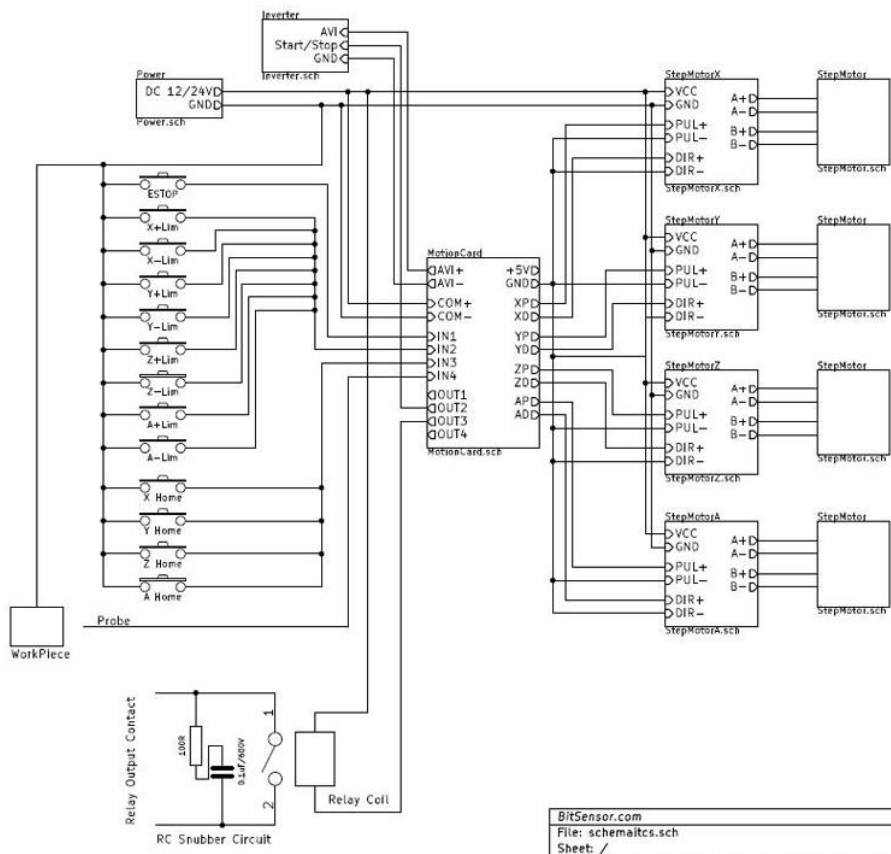 Inverter
AVI
Start/Stop
GND
Inverter.sch
Power
DC 12/24V
GND
Power.sch
ESTOP
X+Lim
X-Lim
Y+Lim
Y-Lim
Z+Lim
Z-Lim
A+Lim
A-Lim
X Home
Y Home
Z Home
A Home
WorkPiece
Probe
MotionCard
AVI+
AVI-
COM+
COM-
IN1
IN2
IN3
IN4
OUT1
OUT2
OUT3
OUT4
+5V
GND
XP
XD
YP
YD
ZP
ZD
AP
AD
MotionCard.sch
StepMotorX
VCC
GND
PUL+
PUL-
DIR+
DIR-
A+
A-
B+
B-
StepMotorX.sch
StepMotor
StepMotor.sch
StepMotorY
VCC
GND
PUL+
PUL-
DIR+
DIR-
A+
A-
B+
B-
StepMotorY.sch
StepMotor
StepMotor.sch
StepMotorZ
VCC
GND
PUL+
PUL-
DIR+
DIR-
A+
A-
B+
B-
StepMotorZ.sch
StepMotor
StepMotor.sch
StepMotorA
VCC
GND
PUL+
PUL-
DIR+
DIR-
A+
A-
B+
B-
StepMotorA.sch
StepMotor
StepMotor.sch
Relay Output Contact
100R
0.1uF/600V
1
2
Relay Coil
RC Snubber Circuit
BitSensor.com
File: schemaitcs.sch
Sheet: /